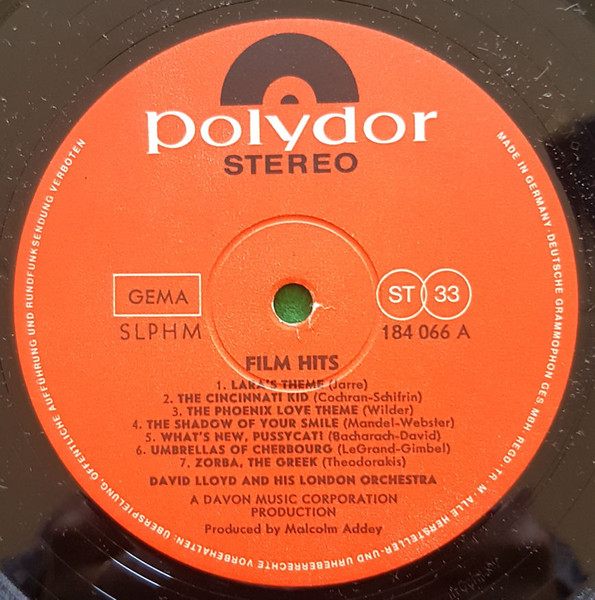 polydor
STEREO
GEMA
SLPHM
ST 33
184 066 A
FILM HITS
1. LARA'S THEME (Jarre)
2. THE CINCINNATI KID (Cochran-Schifrin)
3. THE PHOENIX LOVE THEME (Wilder)
4. THE SHADOW OF YOUR SMILE (Mandel-Webster)
5. WHAT'S NEW, PUSSYCAT! (Bacharach-David)
6. UMBRELLAS OF CHERBOURG (LeGrand-Gimbel)
7. ZORBA, THE GREEK (Theodorakis)
DAVID LLOYD AND HIS LONDON ORCHESTRA
A DAVON MUSIC CORPORATION
PRODUCTION
Produced by Malcolm Addey
MADE IN GERMANY · DEUTSCHE GRAMMOPHON GES. MBH. REGD · TR · M · ALLE HERSTELLER- UND URHEBERRECHTE VORBEHALTEN: ÜBERSPIELUNG, ÖFFENTLICHE AUFFÜHRUNG UND RUNDFUNKSENDUNG VERBOTEN